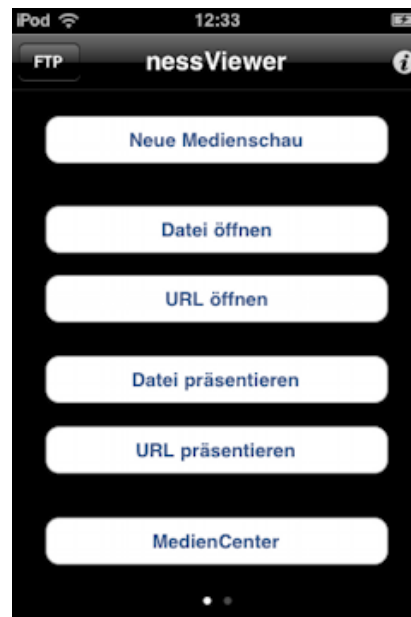 iPod 12:33
FTP nessViewer i
Neue Medienschau
Datei öffnen
URL öffnen
Datei präsentieren
URL präsentieren
MedienCenter